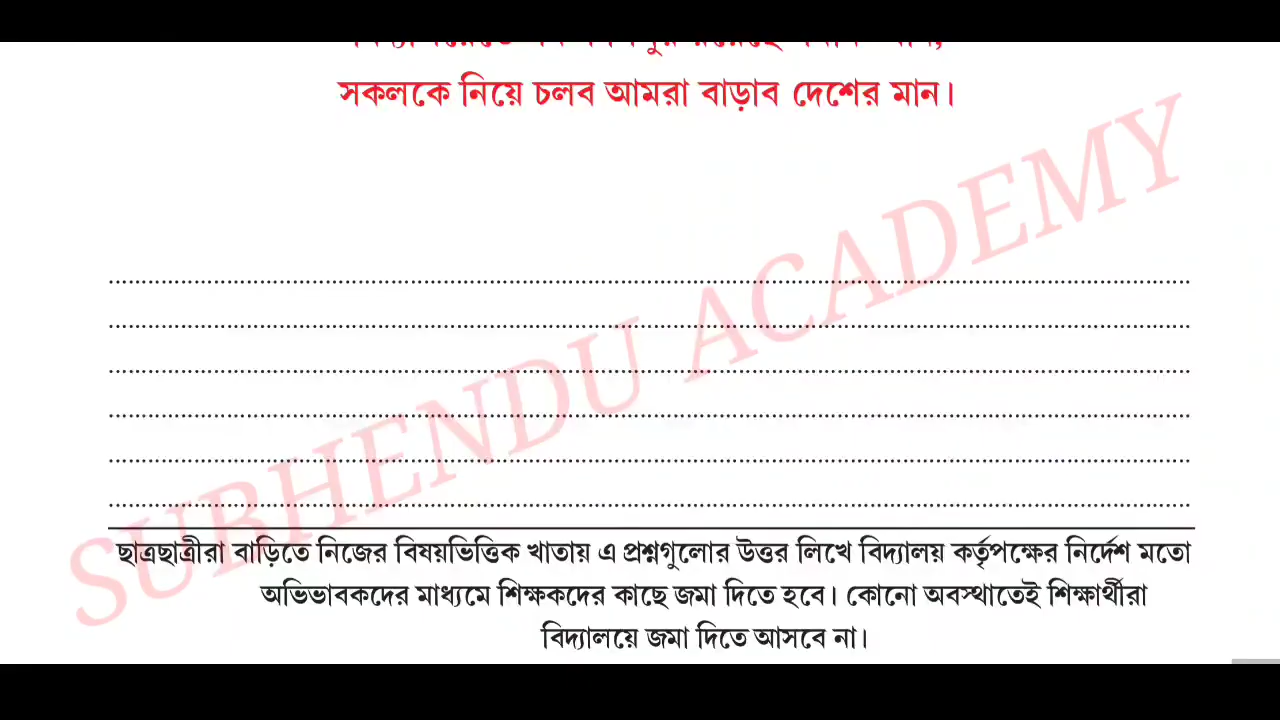 সকলকে নিয়ে চলব আমরা বাড়াব দেশের মান।
SUBHENDU ACADEMY
ছাত্রছাত্রীরা বাড়িতে নিজের বিষয়ভিত্তিক খাতায় এ প্রশ্নগুলোর উত্তর লিখে বিদ্যালয় কর্তৃপক্ষের নির্দেশ মতো
অভিভাবকদের মাধ্যমে শিক্ষকদের কাছে জমা দিতে হবে। কোনো অবস্থাতেই শিক্ষার্থীরা
বিদ্যালয়ে জমা দিতে আসবে না।